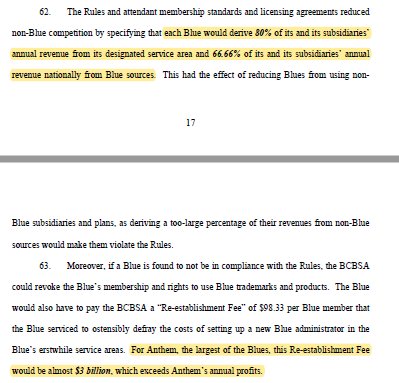 62. The Rules and attendant membership standards and licensing agreements reduced
non-Blue competition by specifying that each Blue would derive 80% of its and its subsidiaries'
annual revenue from its designated service area and 66.66% of its and its subsidiaries' annual
revenue nationally from Blue sources. This had the effect of reducing Blues from using non-
17
Blue subsidiaries and plans, as deriving a too-large percentage of their revenues from non-Blue
sources would make them violate the Rules.
63. Moreover, if a Blue is found to not be in compliance with the Rules, the BCBSA
could revoke the Blue's membership and rights to use Blue trademarks and products. The Blue
would also have to pay the BCBSA a "Re-establishment Fee" of $98.33 per Blue member that
the Blue serviced to ostensibly defray the costs of setting up a new Blue administrator in the
Blue's erstwhile service areas. For Anthem, the largest of the Blues, this Re-establishment Fee
would be almost $3 billion, which exceeds Anthem's annual profits.